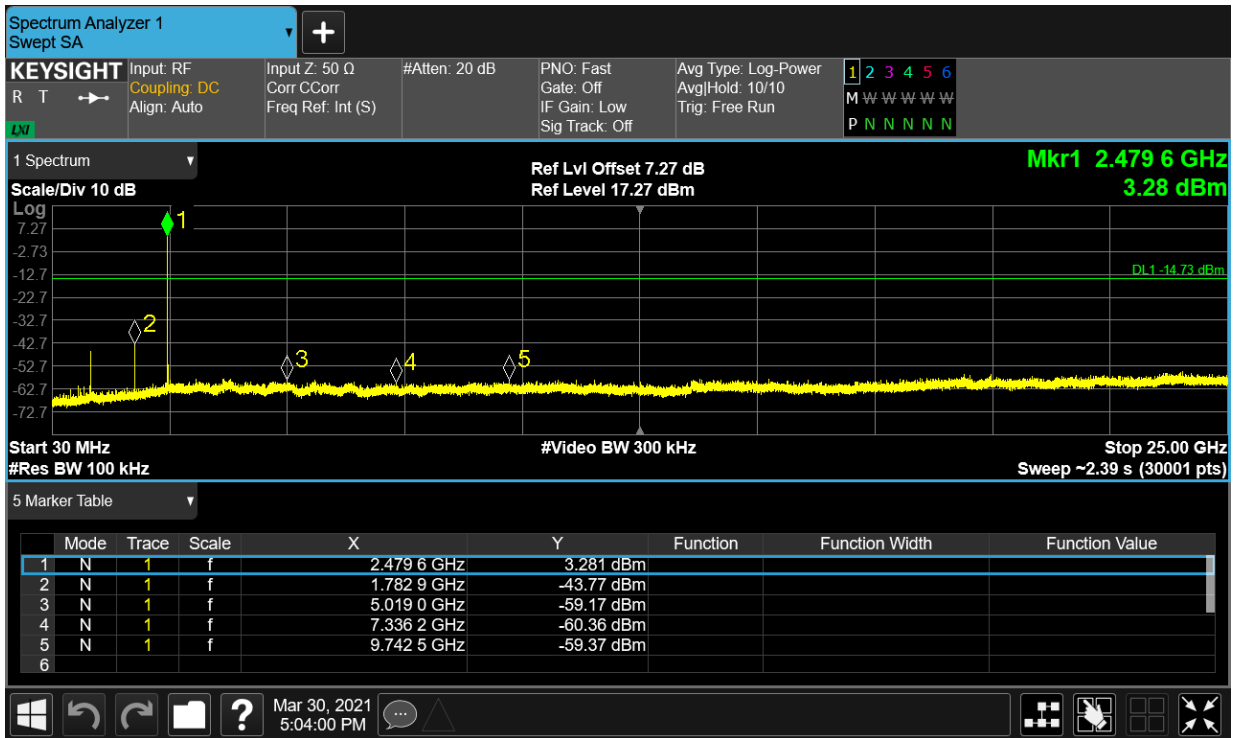 Spectrum Analyzer 1
Swept SA
+
KEYSIGHT
R T
LXI
Input: RF
Coupling: DC
Align: Auto
Input Z: 50 Ω
Corr CCorr
Freq Ref: Int (S)
#Atten: 20 dB
PNO: Fast
Gate: Off
IF Gain: Low
Sig Track: Off
Avg Type: Log-Power
Avg|Hold: 10/10
Trig: Free Run
1 2 3 4 5 6
M W W W W W
P N N N N N
1 Spectrum
Scale/Div 10 dB
Ref Lvl Offset 7.27 dB
Ref Level 17.27 dBm
Mkr1 2.479 6 GHz
3.28 dBm
Log
7.27
-2.73
-12.7
-22.7
-32.7
-42.7
-52.7
-62.7
-72.7
1
2
3
4
5
DL1 -14.73 dBm
Start 30 MHz
#Video BW 300 kHz
Stop 25.00 GHz
#Res BW 100 kHz
Sweep ~2.39 s (30001 pts)
5 Marker Table
Mode Trace Scale X Y Function Function Width Function Value
1 N 1 f 2.479 6 GHz 3.281 dBm
2 N 1 f 1.782 9 GHz -43.77 dBm
3 N 1 f 5.019 0 GHz -59.17 dBm
4 N 1 f 7.336 2 GHz -60.36 dBm
5 N 1 f 9.742 5 GHz -59.37 dBm
6
?
Mar 30, 2021
5:04:00 PM